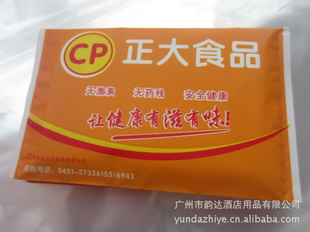 CP 正大食品
无激素 无药残 安全健康
让健康有滋有味!
电话：0451-57356155/6943
广州市韵达酒店用品有限公司
yundazhiye.cn.alibaba.com